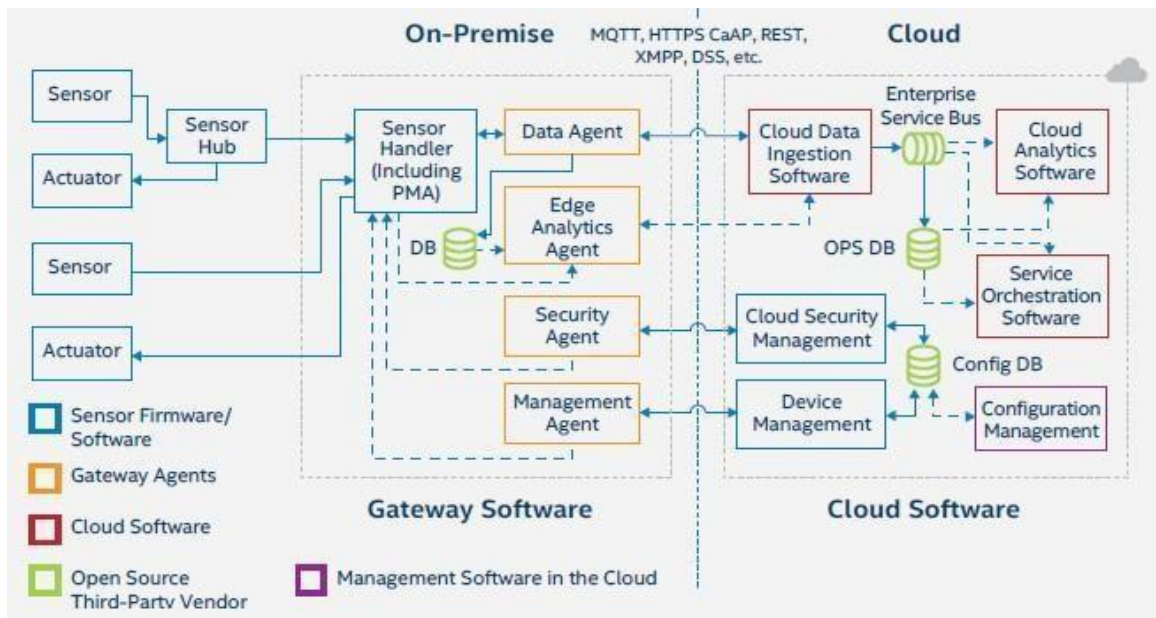 On-Premise
MQTT, HTTPS CaAP, REST,
XMPP, DSS, etc.
Cloud
Sensor
Sensor
Hub
Actuator
Sensor
Actuator
Sensor
Handler
(Including
PMA)
Data Agent
DB
Edge
Analytics
Agent
Security
Agent
Management
Agent
Gateway Software
Cloud Data
Ingestion
Software
Enterprise
Service Bus
Cloud
Analytics
Software
OPS DB
Service
Orchestration
Software
Cloud Security
Management
Config DB
Device
Management
Configuration
Management
Cloud Software
Sensor Firmware/
Software
Gateway Agents
Cloud Software
Open Source
Third-Party Vendor
Management Software in the Cloud